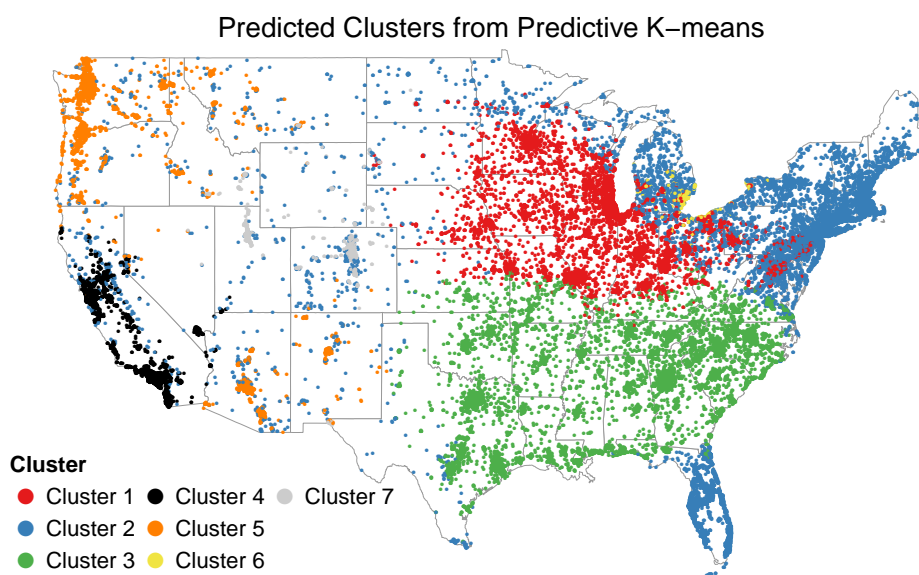 Predicted Clusters from Predictive K−means
Cluster
Cluster 1 Cluster 4 Cluster 7
Cluster 2 Cluster 5
Cluster 3 Cluster 6